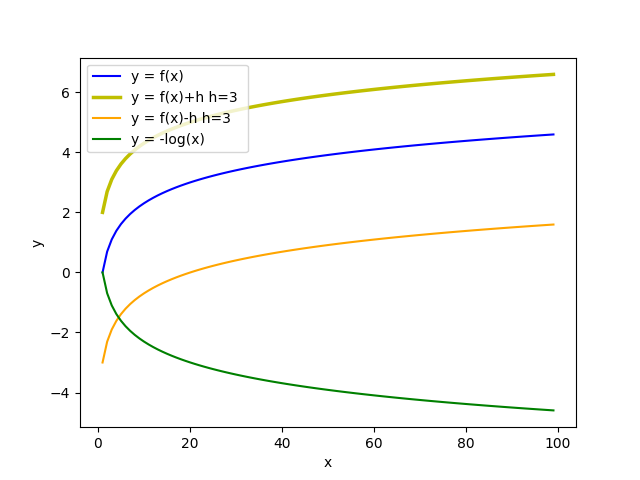 y = f(x)
y = f(x)+h h=3
y = f(x)-h h=3
y = -log(x)
6
4
2
0
−2
−4
y
0 20 40 60 80 100
x